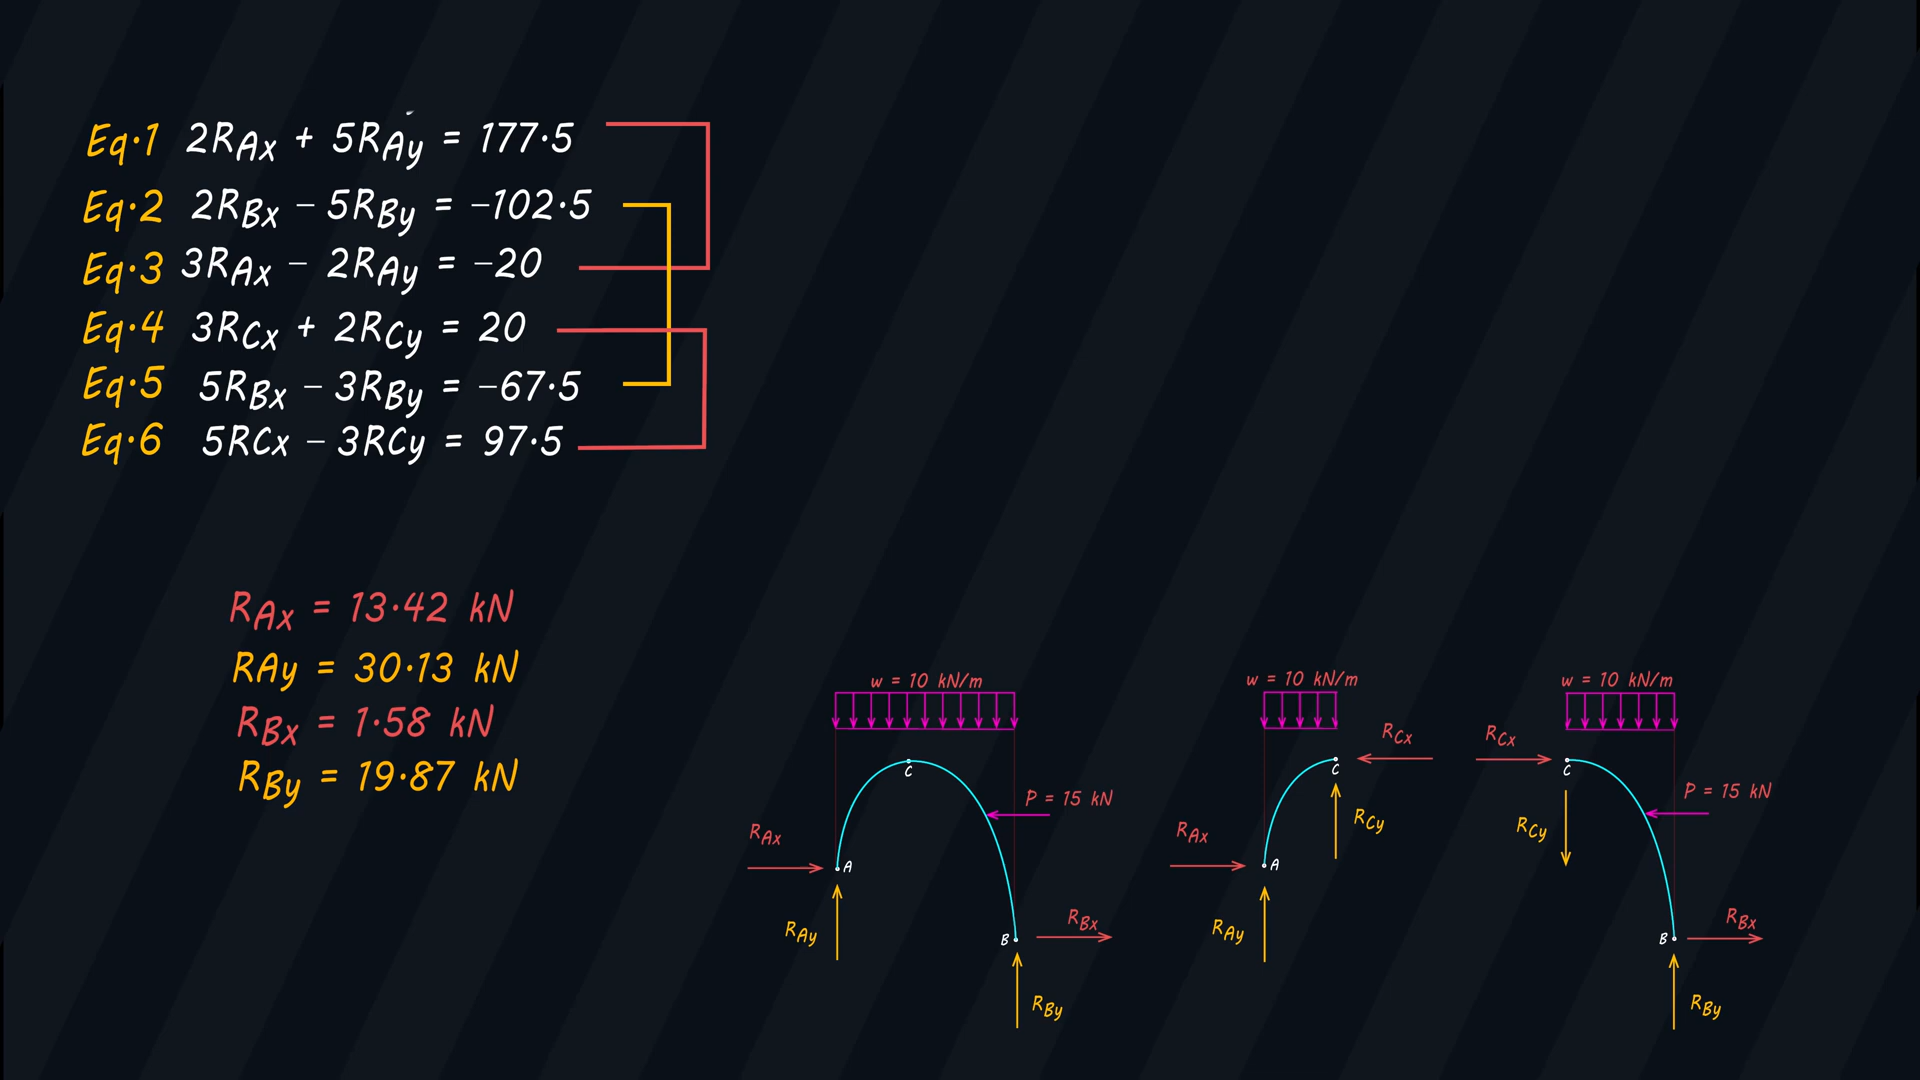 Eq.1 2RAx + 5RAy = 177.5
Eq.2 2RBx - 5RBy = -102.5
Eq.3 3RAx - 2RAy = -20
Eq.4 3RCx + 2RCy = 20
Eq.5 5RBx - 3RBy = -67.5
Eq.6 5RCx - 3RCy = 97.5
RAx = 13.42 kN
RAy = 30.13 kN
RBx = 1.58 kN
RBy = 19.87 kN
w = 10 kN/m
C
P = 15 kN
RAx
A
RAy
B
RBx
RBy
w = 10 kN/m
RCx
C
RCy
RAx
A
RAy
w = 10 kN/m
RCx
C
P = 15 kN
RCy
RBx
B
RBy